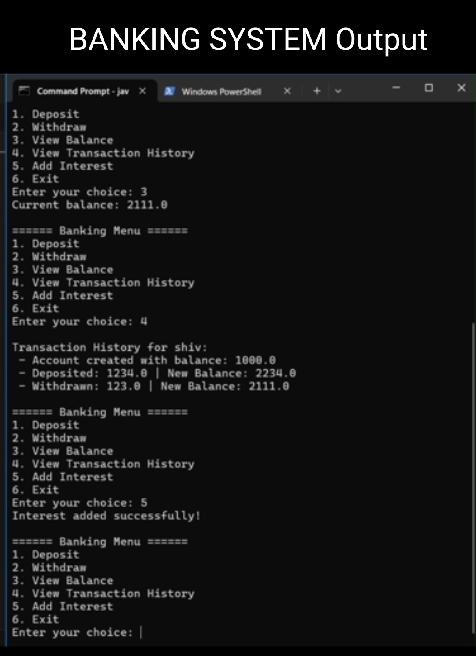 BANKING SYSTEM Output
Command Prompt - jav
Windows PowerShell
1. Deposit
2. Withdraw
3. View Balance
4. View Transaction History
5. Add Interest
6. Exit
Enter your choice: 3
Current balance: 2111.0
====== Banking Menu ======
1. Deposit
2. Withdraw
3. View Balance
4. View Transaction History
5. Add Interest
6. Exit
Enter your choice: 4
Transaction History for shiv:
- Account created with balance: 1000.0
- Deposited: 1234.0 | New Balance: 2234.0
- Withdrawn: 123.0 | New Balance: 2111.0
====== Banking Menu ======
1. Deposit
2. Withdraw
3. View Balance
4. View Transaction History
5. Add Interest
6. Exit
Enter your choice: 5
Interest added successfully!
====== Banking Menu ======
1. Deposit
2. Withdraw
3. View Balance
4. View Transaction History
5. Add Interest
6. Exit
Enter your choice: